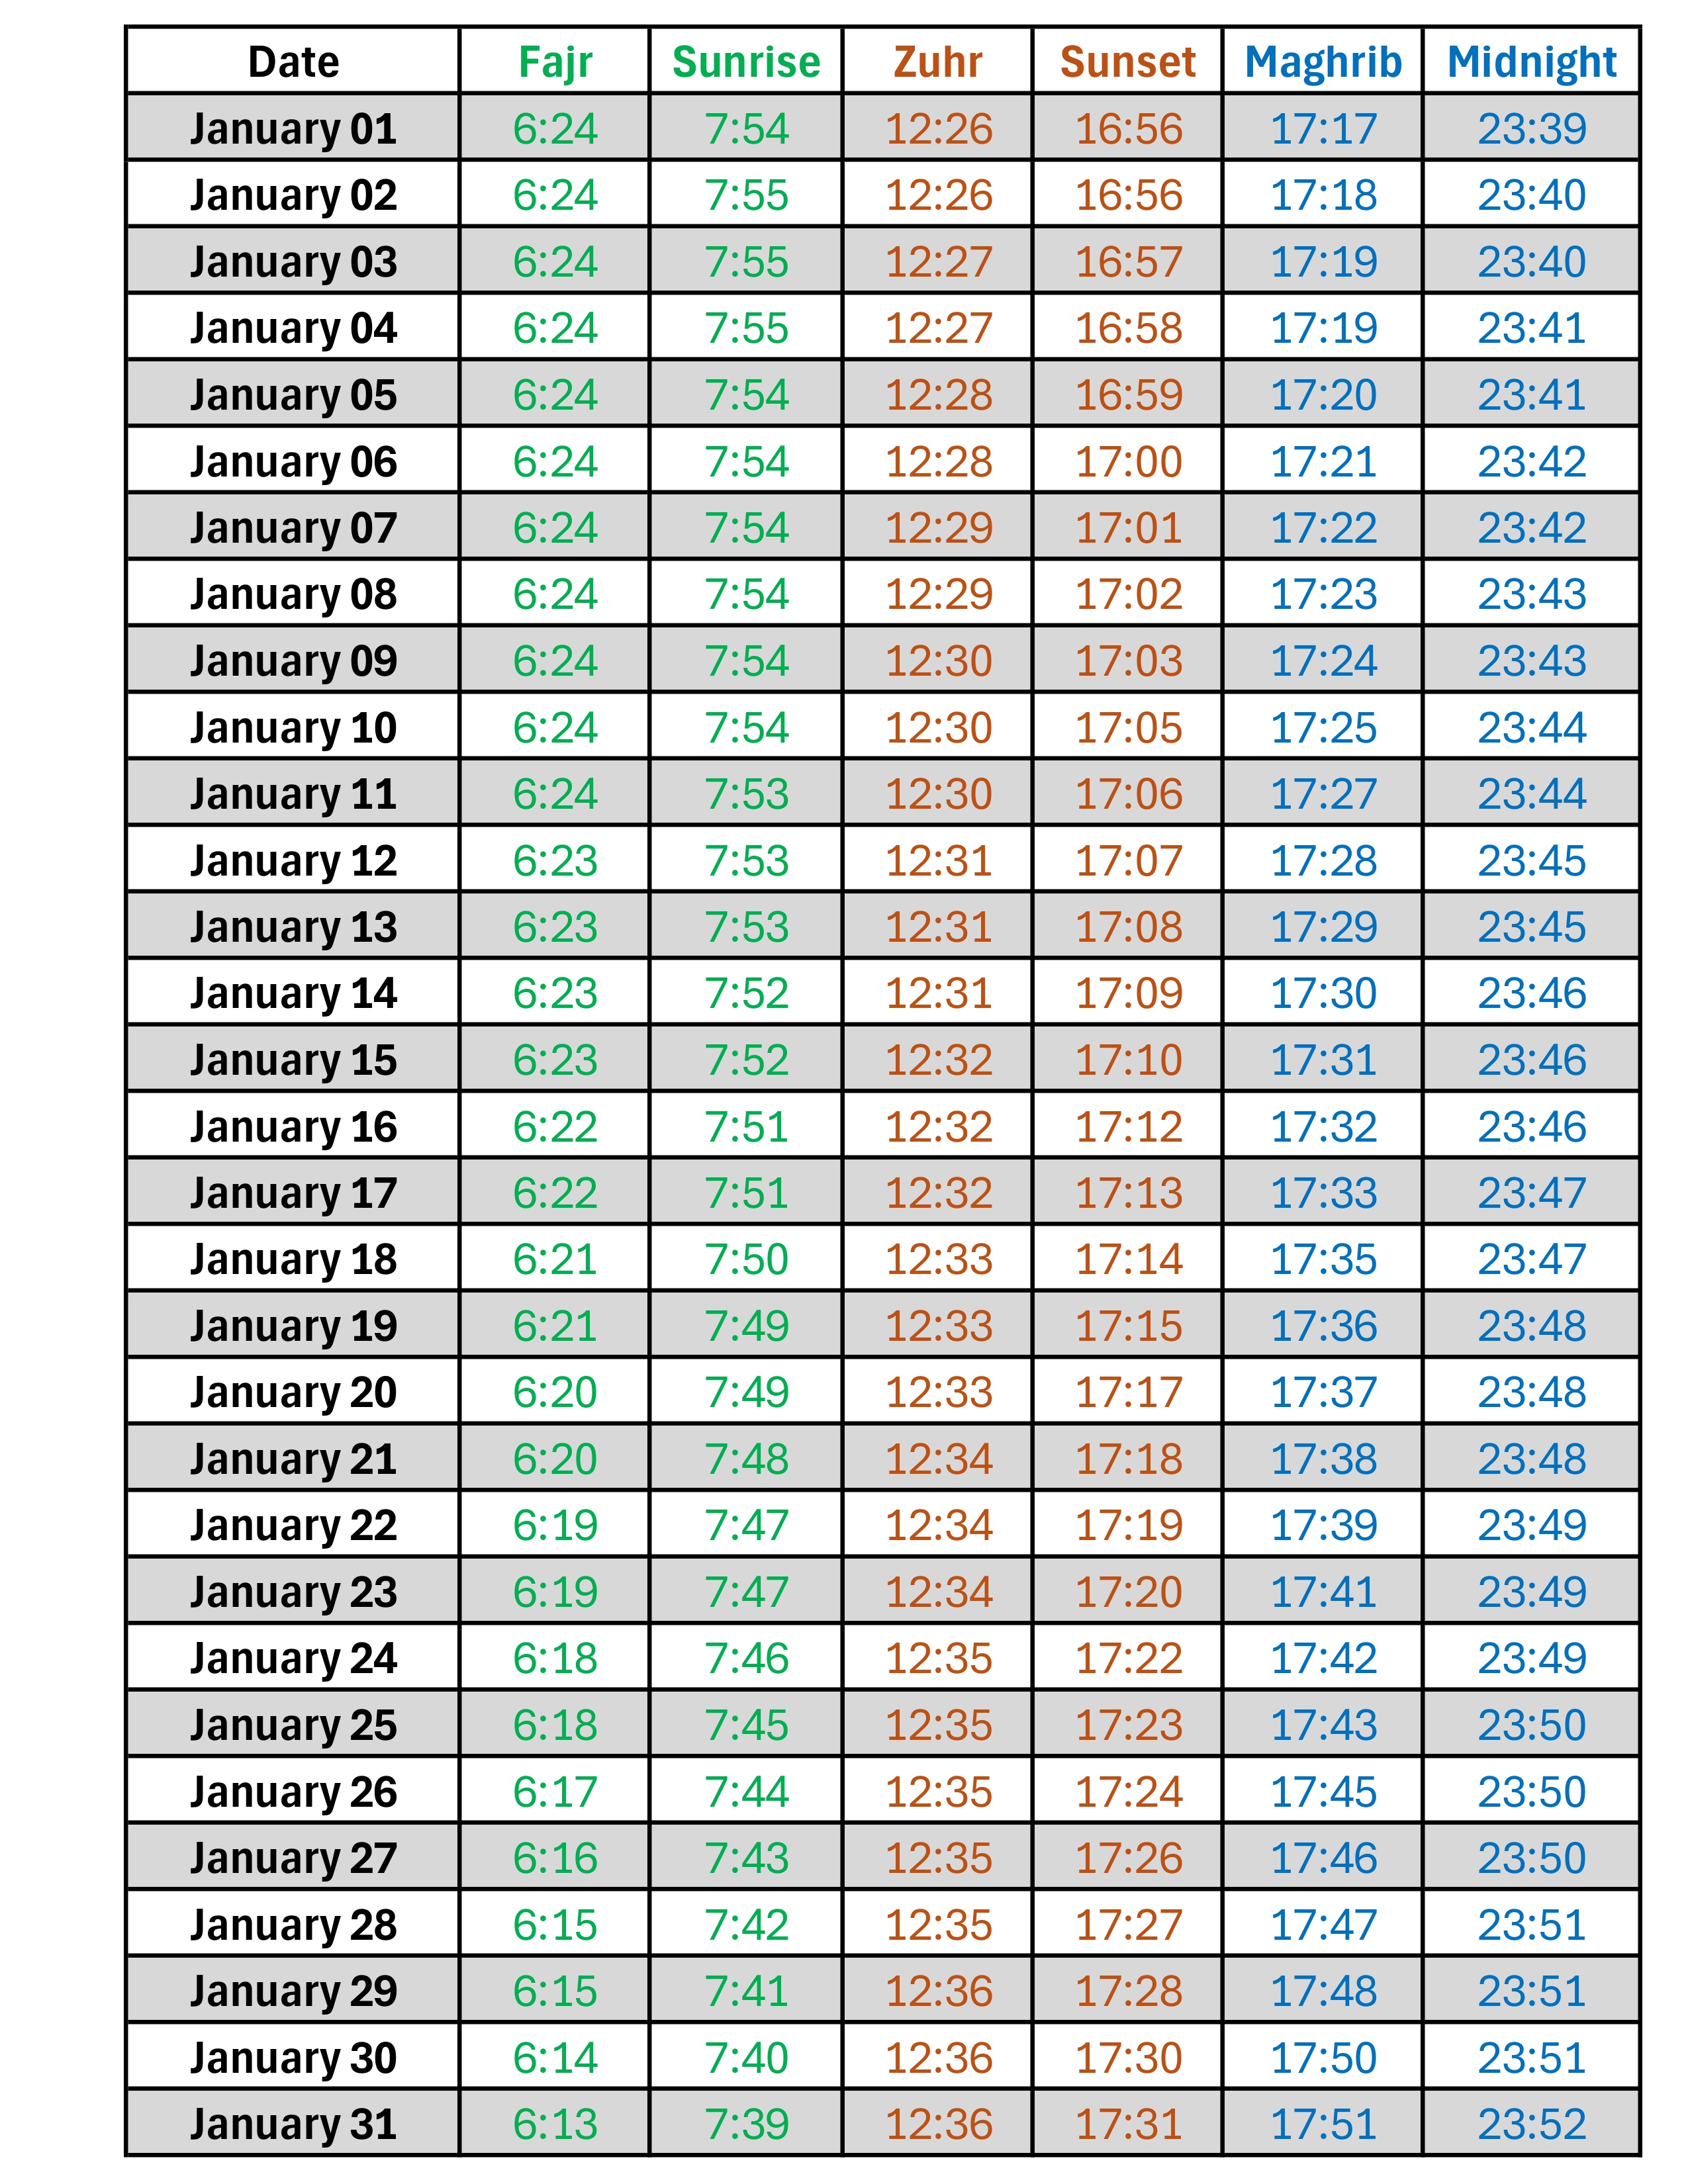 Date Fajr Sunrise Zuhr Sunset Maghrib Midnight
January 01 6:24 7:54 12:26 16:56 17:17 23:39
January 02 6:24 7:55 12:26 16:56 17:18 23:40
January 03 6:24 7:55 12:27 16:57 17:19 23:40
January 04 6:24 7:55 12:27 16:58 17:19 23:41
January 05 6:24 7:54 12:28 16:59 17:20 23:41
January 06 6:24 7:54 12:28 17:00 17:21 23:42
January 07 6:24 7:54 12:29 17:01 17:22 23:42
January 08 6:24 7:54 12:29 17:02 17:23 23:43
January 09 6:24 7:54 12:30 17:03 17:24 23:43
January 10 6:24 7:54 12:30 17:05 17:25 23:44
January 11 6:24 7:53 12:30 17:06 17:27 23:44
January 12 6:23 7:53 12:31 17:07 17:28 23:45
January 13 6:23 7:53 12:31 17:08 17:29 23:45
January 14 6:23 7:52 12:31 17:09 17:30 23:46
January 15 6:23 7:52 12:32 17:10 17:31 23:46
January 16 6:22 7:51 12:32 17:12 17:32 23:46
January 17 6:22 7:51 12:32 17:13 17:33 23:47
January 18 6:21 7:50 12:33 17:14 17:35 23:47
January 19 6:21 7:49 12:33 17:15 17:36 23:48
January 20 6:20 7:49 12:33 17:17 17:37 23:48
January 21 6:20 7:48 12:34 17:18 17:38 23:48
January 22 6:19 7:47 12:34 17:19 17:39 23:49
January 23 6:19 7:47 12:34 17:20 17:41 23:49
January 24 6:18 7:46 12:35 17:22 17:42 23:49
January 25 6:18 7:45 12:35 17:23 17:43 23:50
January 26 6:17 7:44 12:35 17:24 17:45 23:50
January 27 6:16 7:43 12:35 17:26 17:46 23:50
January 28 6:15 7:42 12:35 17:27 17:47 23:51
January 29 6:15 7:41 12:36 17:28 17:48 23:51
January 30 6:14 7:40 12:36 17:30 17:50 23:51
January 31 6:13 7:39 12:36 17:31 17:51 23:52